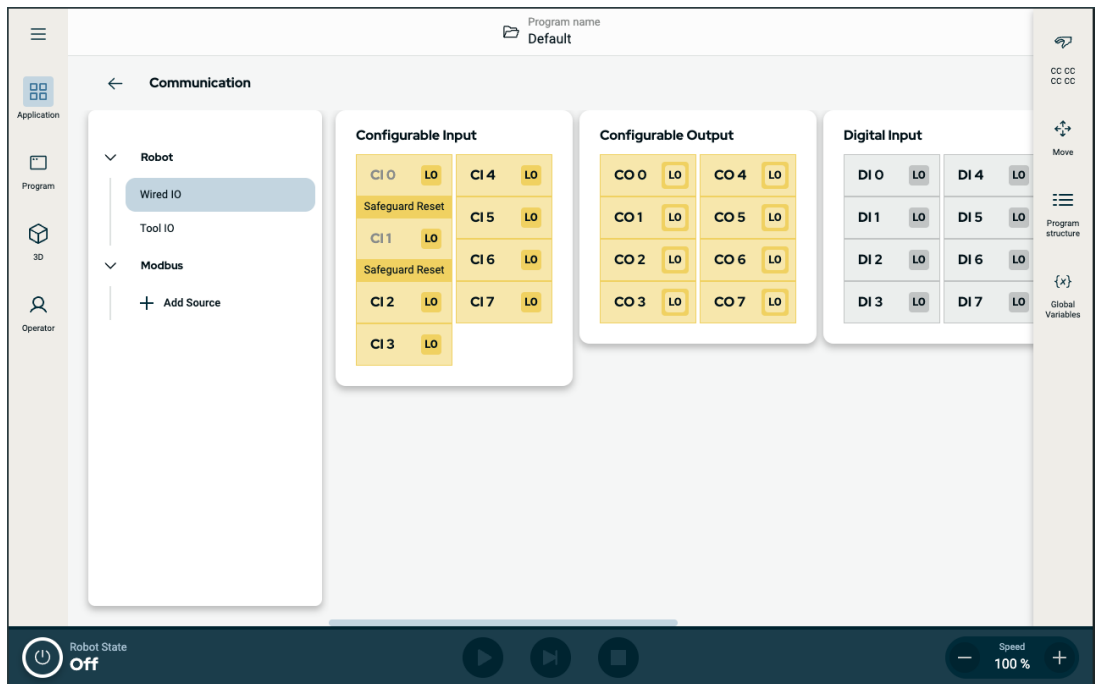 Program name
Default
Application
Program
3D
Operator
Communication
Robot
Wired IO
Tool IO
Modbus
Add Source
Configurable Input
CI 0 LO CI 4 LO
Safeguard Reset
CI 5 LO
CI 1 LO
CI 6 LO
Safeguard Reset
CI 2 LO CI 7 LO
CI 3 LO
Configurable Output
CO 0 LO CO 4 LO
CO 1 LO CO 5 LO
CO 2 LO CO 6 LO
CO 3 LO CO 7 LO
Digital Input
DI 0 LO DI 4 LO
DI 1 LO DI 5 LO
DI 2 LO DI 6 LO
DI 3 LO DI 7 LO
CC CC
CC CC
Move
Program
structure
{x}
Global
Variables
Robot State
Off
Speed
100 %